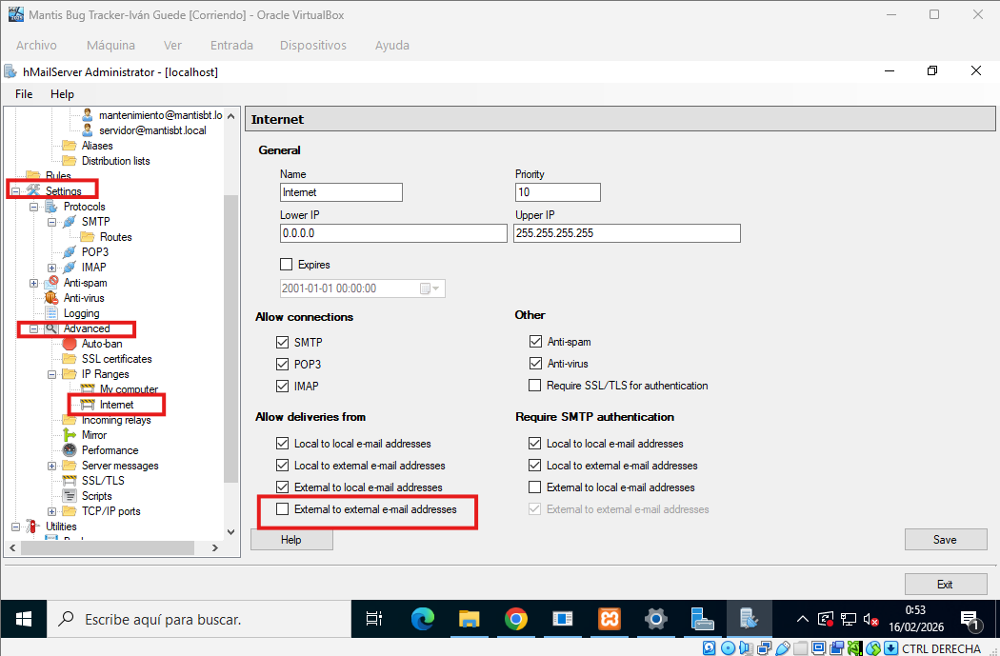 Mantis Bug Tracker-Iván Guede [Corriendo] - Oracle VirtualBox
Archivo Máquina Ver Entrada Dispositivos Ayuda
hMailServer Administrator - [localhost]
File Help
mantenimiento@mantisbt.lo
servidor@mantisbt.local
Aliases
Distribution lists
Rules
Settings
Protocols
SMTP
Routes
POP3
IMAP
Anti-spam
Anti-virus
Logging
Advanced
Auto-ban
SSL certificates
IP Ranges
My computer
Internet
Incoming relays
Mirror
Performance
Server messages
SSL/TLS
Scripts
TCP/IP ports
Utilities
Internet
General
Name Priority
Internet 10
Lower IP Upper IP
0.0.0.0 255.255.255.255
Expires
2001-01-01 00:00:00
Allow connections
SMTP
POP3
IMAP
Other
Anti-spam
Anti-virus
Require SSL/TLS for authentication
Allow deliveries from
Local to local e-mail addresses
Local to external e-mail addresses
External to local e-mail addresses
External to external e-mail addresses
Require SMTP authentication
Local to local e-mail addresses
Local to external e-mail addresses
External to local e-mail addresses
External to external e-mail addresses
Help Save
Exit
Escribe aquí para buscar.
0:53
16/02/2026
1
CTRL DERECHA